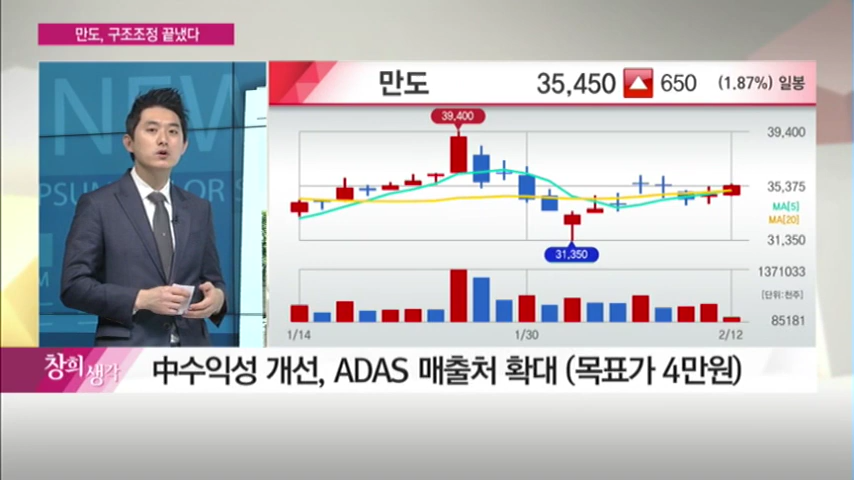 만도, 구조조정 끝냈다
NEW
PSUM
OR S
만도 35,450 650 (1.87%) 일봉
39,400
39,400
35,375
MA[5]
MA[20]
31,350
31,350
1371033
[단위:천주]
85181
1/14 1/30 2/12
창희생각
中수익성 개선, ADAS 매출처 확대 (목표가 4만원)